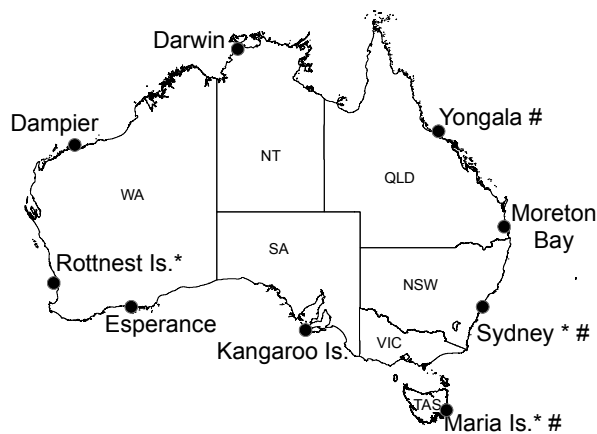 Darwin
Dampier
Yongala #
NT
QLD
WA
Moreton
Bay
SA
Rottnest Is.*
NSW
Esperance
Sydney * #
VIC
Kangaroo Is.
TAS
Maria Is.* #